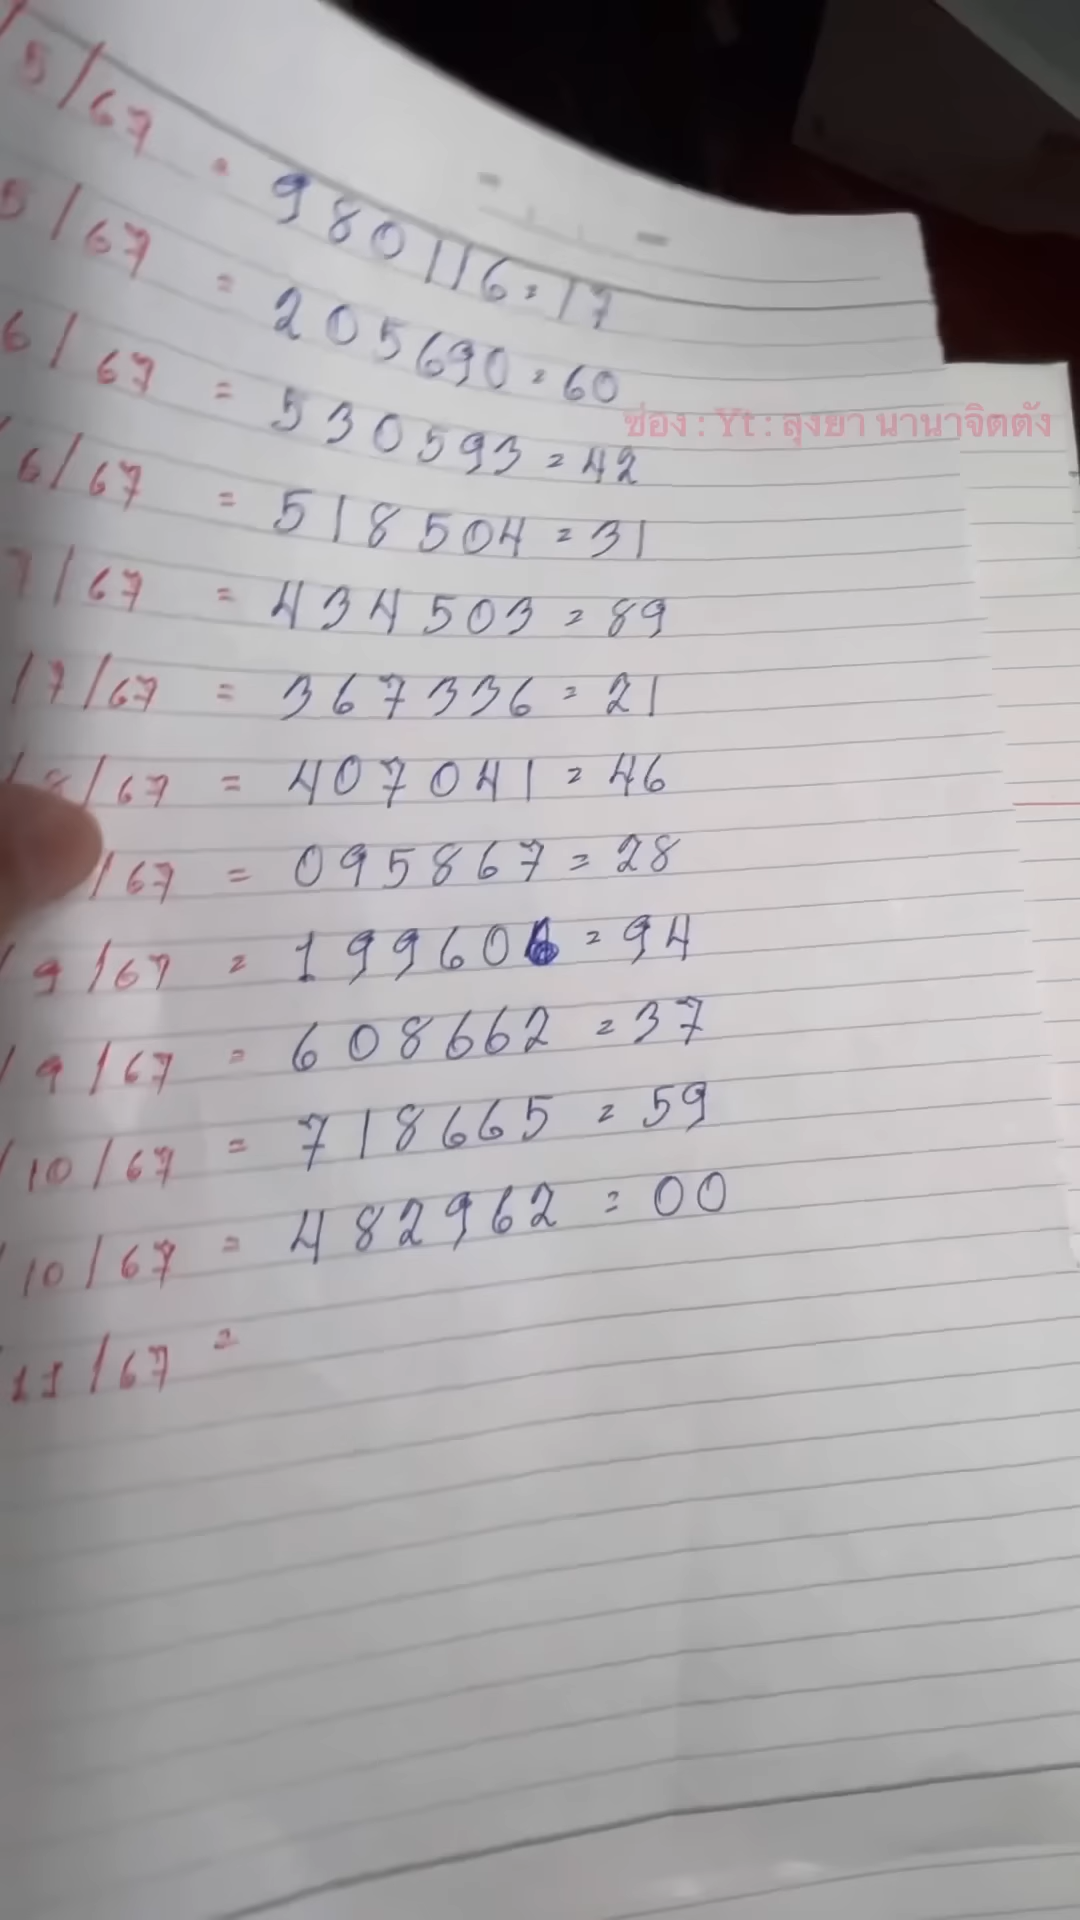 5/67 = 980116=17
5/67 = 205690=60
6/67 = 530593=42
ช่อง : Yt : ลุงยา นานาจิตตัง
6/67 = 518504=31
7/67 = 434503=89
17/67 = 367336=21
/8/67 = 407041=46
/67 = 095867=28
/9/67 = 199606=94
/9/67 = 608662=37
/10/67 = 718665=59
/10/67 = 482962=00
11/67 =